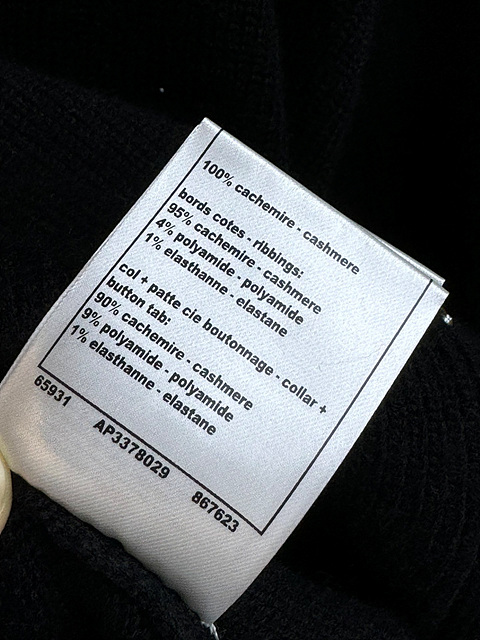 100% cachemire - cashmere
bords cotes - ribbings:
95% cachemire - cashmere
4% polyamide - polyamide
1% elasthanne - elastane
col + patte cie boutonnage - collar +
button tab:
90% cachemire - cashmere
9% polyamide - polyamide
1% elasthanne - elastane
65931 AP3378029 867623